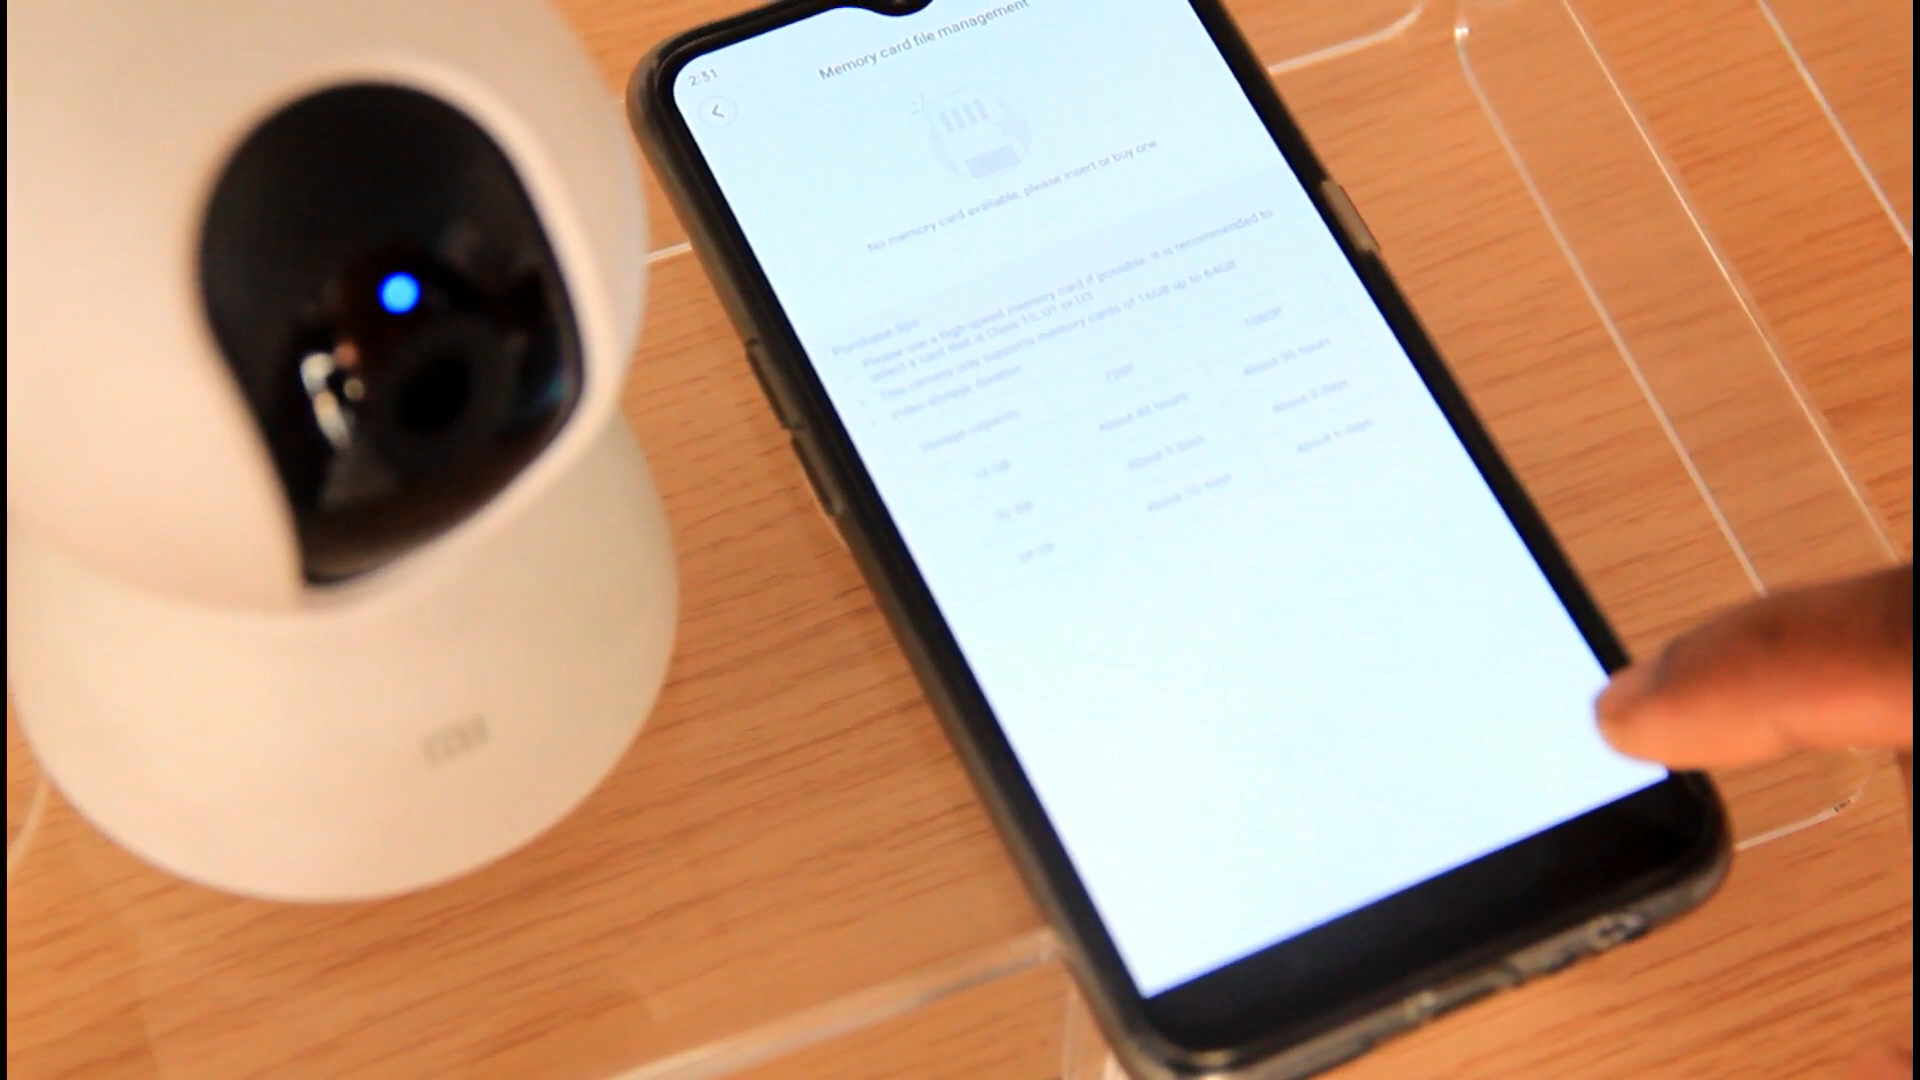 2:31
Memory card file management
No memory card available, please insert or buy one
Purchase tips
Please use a high-speed memory card if possible. It is recommended to
select a card that is Class 10, U1 or U3.
This camera only supports memory cards of 16GB up to 64GB
Video storage duration
Storage capacity 720P 1080P
16 GB About 48 hours About 36 hours
32 GB About 5 days About 3 days
64 GB About 10 days About 6 days
mi